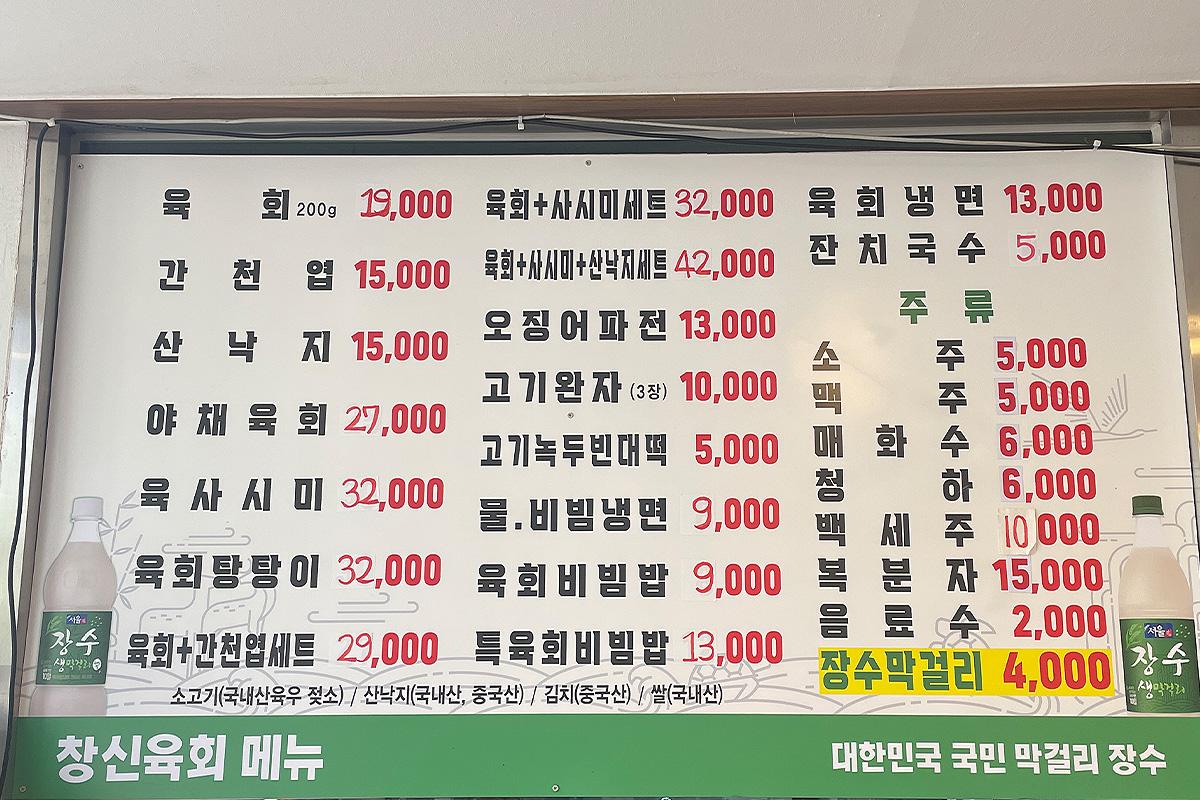 육 회 200g 19,000
간 천 엽 15,000
산 낙 지 15,000
야 채 육 회 27,000
육 사 시 미 32,000
육회탕탕이 32,000
육회+간천엽세트 29,000
육회+사시미세트 32,000
육회+사시미+산낙지세트 42,000
오징어파전 13,000
고기완자 (3장) 10,000
고기녹두빈대떡 5,000
물.비빔냉면 9,000
육회비빔밥 9,000
특육회비빔밥 13,000
육 회 냉 면 13,000
잔 치 국 수 5,000
주 류
소 주 5,000
맥 주 5,000
매 화 수 6,000
청 하 6,000
백 세 주 10000
복 분 자 15,000
음 료 수 2,000
장수막걸리 4,000
소고기(국내산육우 젖소) / 산낙지(국내산, 중국산) / 김치(중국산) / 쌀(국내산)
서울
장수
생막걸리
서울
장수
생막걸리
창신육회 메뉴
대한민국 국민 막걸리 장수